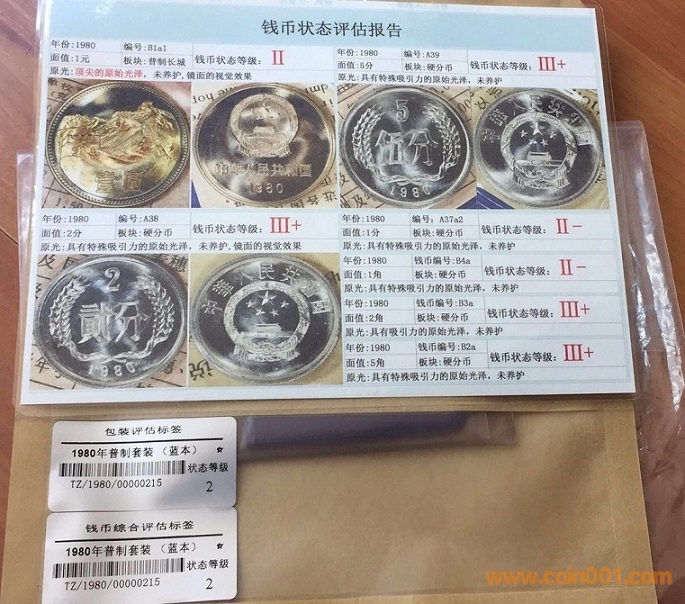 钱币状态评估报告
年份:1980 编号:B1a1 钱币状态等级: II
面值:1元 板块:普制长城
原光:顶尖的原始光泽, 未养护,镜面的视觉效果
年份:1980 编号:A39 钱币状态等级: III+
面值:5分 板块:硬分币
原光:具有特殊吸引力的原始光泽,未养护
壹圆
中华人民共和国
1980
5
伍分
1980
中华人民共和国
年份:1980 编号:A38 钱币状态等级: III+
面值:2分 板块:硬分币
原光:具有特殊吸引力的原始光泽, 未养护,镜面视觉效果
年份:1980 编号: A37a2 钱币状态等级: II-
面值:1分 板块:硬分币
原光:具有特殊吸引力的原始光泽, 未养护
年份:1980 钱币编号:B4a 钱币状态等级: II-
面值:1角 板块:硬分币
原光:具有特殊吸引力的原始光泽, 未养护
年份:1980 钱币编号:B3a 钱币状态等级: III+
面值:2角 板块:硬分币
原光:具有吸引力的原始光泽, 未养护
年份:1980 钱币编号:B2a 钱币状态等级: III+
面值:5角 板块:硬分币
原光:具有特殊吸引力的原始光泽, 未养护
2
贰分
1980
中华人民共和国
包装评估标签
1980年普制套装 (蓝本)
状态等级
TZ/1980/00000215
2
钱币综合评估标签
1980年普制套装 (蓝本)
状态等级
TZ/1980/00000215
2
www.coin001.com